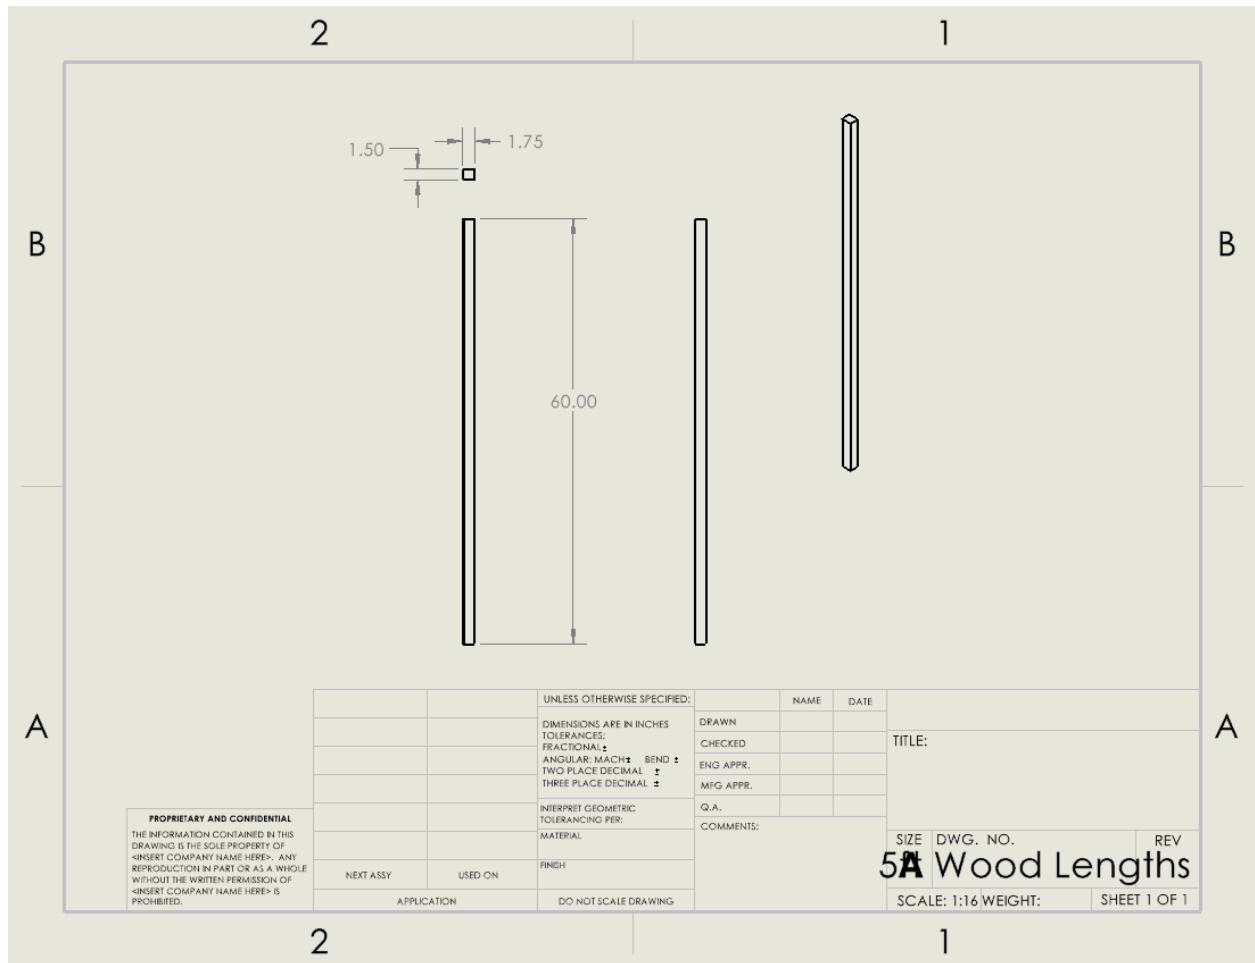 2
1
1.50
1.75
B
B
60.00
A
A
UNLESS OTHERWISE SPECIFIED:
DIMENSIONS ARE IN INCHES
TOLERANCES:
FRACTIONAL±
ANGULAR: MACH± BEND ±
TWO PLACE DECIMAL ±
THREE PLACE DECIMAL ±
INTERPRET GEOMETRIC
TOLERANCING PER:
MATERIAL
FINISH
DO NOT SCALE DRAWING
NAME
DATE
DRAWN
CHECKED
ENG APPR.
MFG APPR.
Q.A.
COMMENTS:
TITLE:
SIZE
DWG. NO.
REV
A
5ft Wood Lengths
SCALE: 1:16
WEIGHT:
SHEET 1 OF 1
PROPRIETARY AND CONFIDENTIAL
THE INFORMATION CONTAINED IN THIS
DRAWING IS THE SOLE PROPERTY OF
<INSERT COMPANY NAME HERE>. ANY
REPRODUCTION IN PART OR AS A WHOLE
WITHOUT THE WRITTEN PERMISSION OF
<INSERT COMPANY NAME HERE> IS
PROHIBITED.
NEXT ASSY
USED ON
APPLICATION
2
1